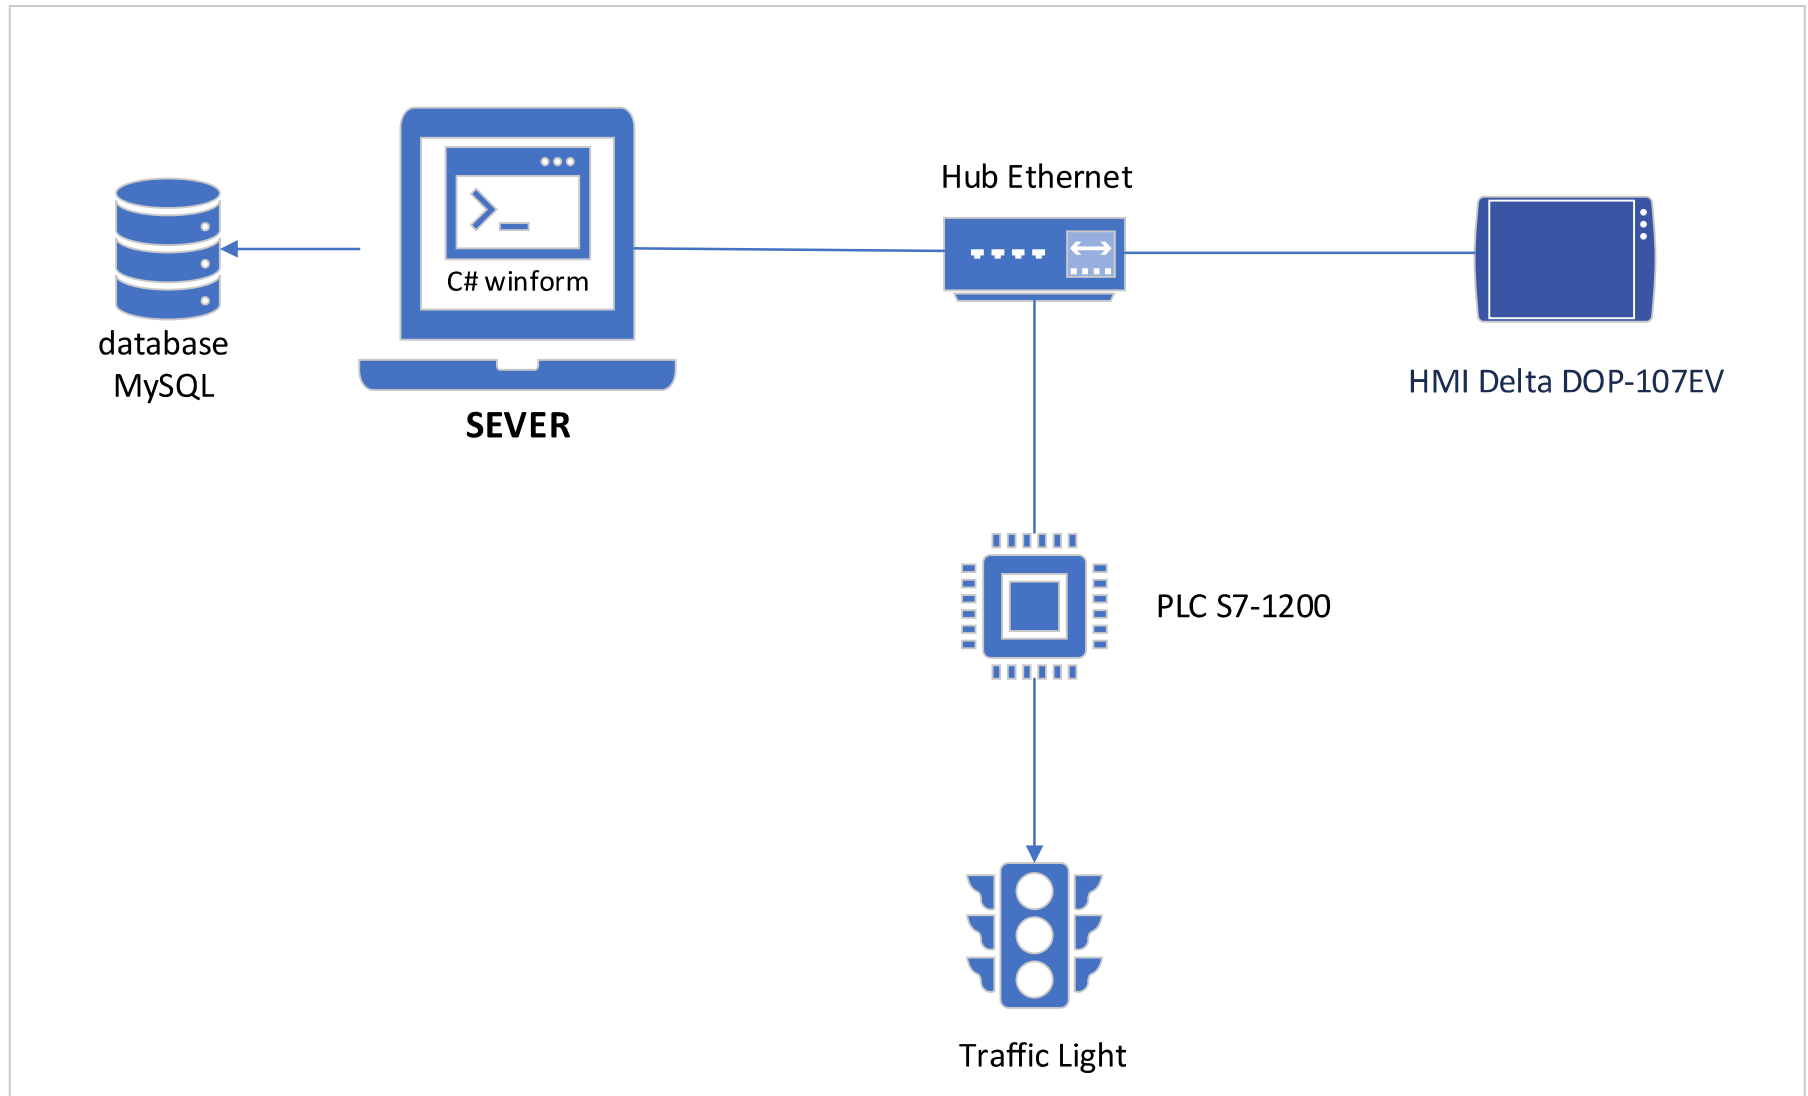 Hub Ethernet
C# winform
database
MySQL
SEVER
HMI Delta DOP-107EV
PLC S7-1200
Traffic Light